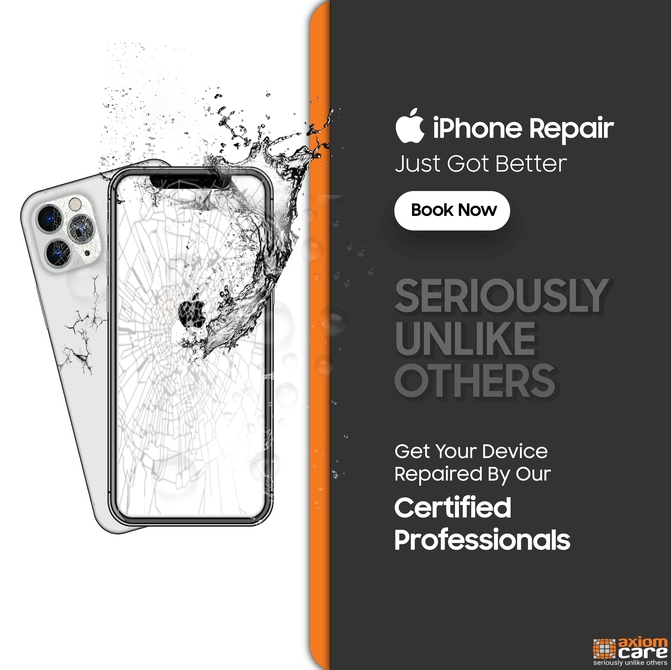 iPhone Repair
Just Got Better
Book Now
SERIOUSLY
UNLIKE
OTHERS
Get Your Device
Repaired By Our
Certified
Professionals
axiom
care
seriously unlike others